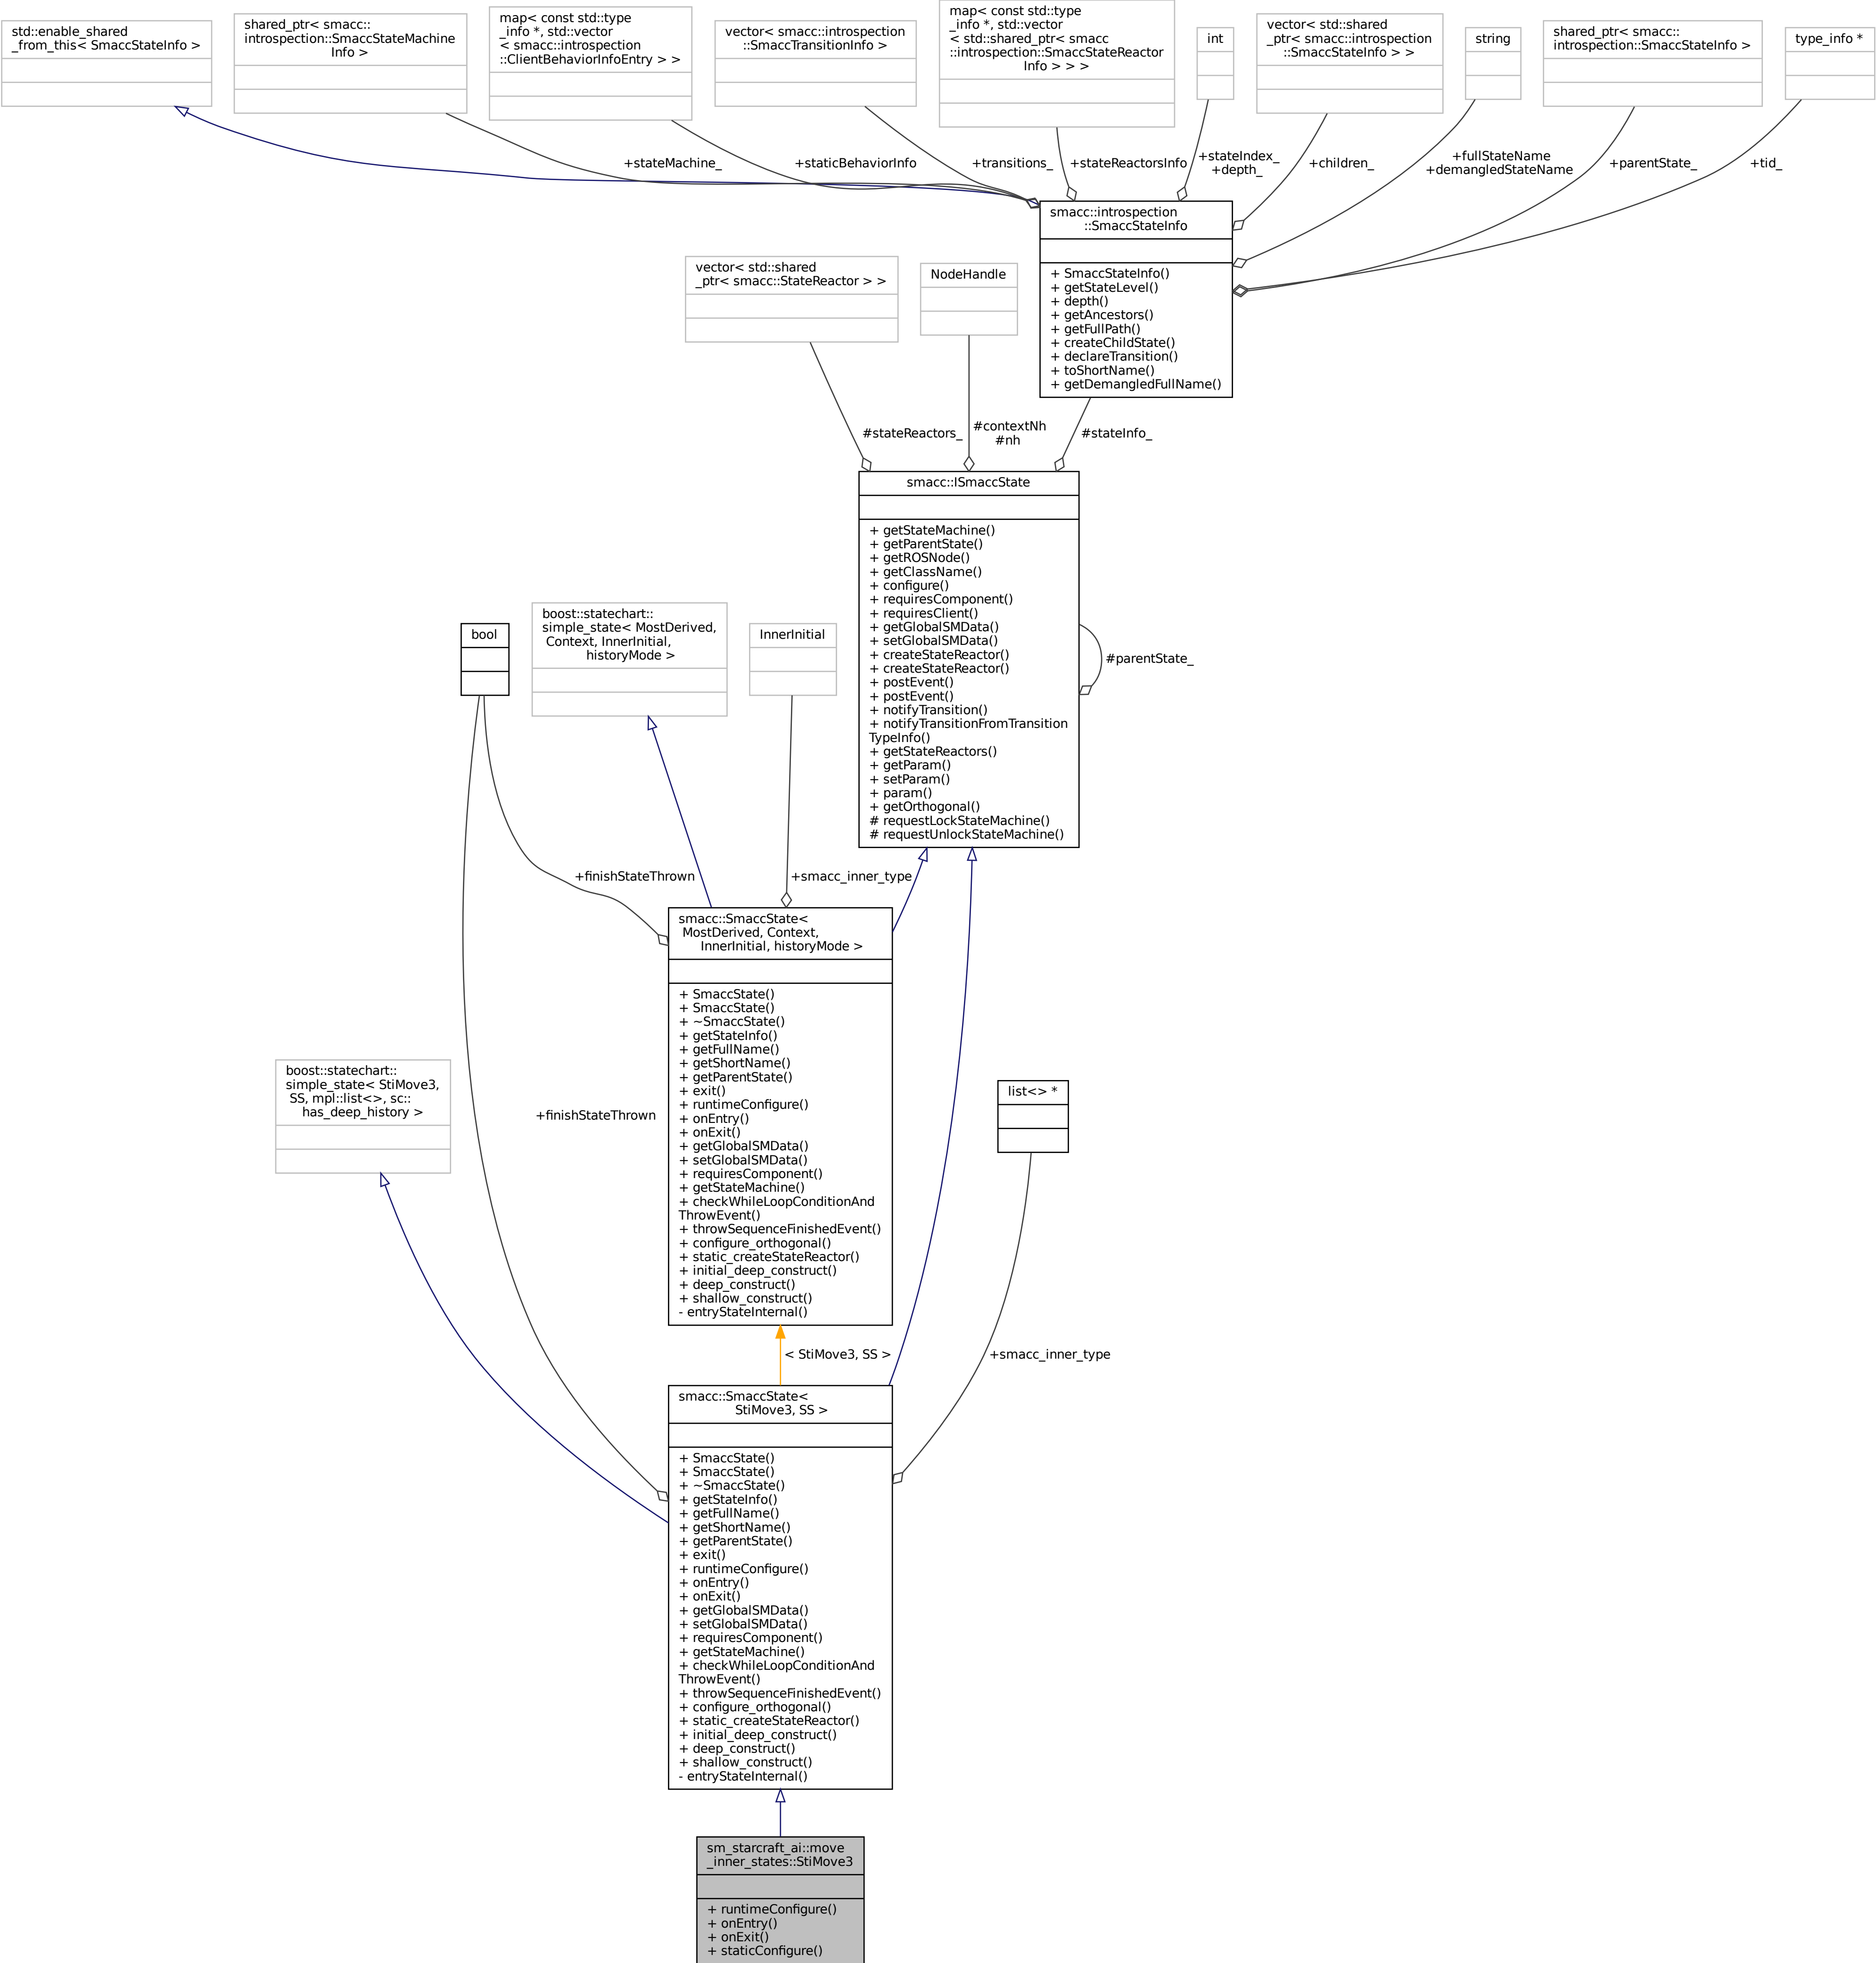 std::enable_shared
_from_this< SmaccStateInfo >
shared_ptr< smacc::
introspection::SmaccStateMachine
Info >
map< const std::type
_info *, std::vector
< smacc::introspection
::ClientBehaviorInfoEntry > >
vector< smacc::introspection
::SmaccTransitionInfo >
map< const std::type
_info *, std::vector
< std::shared_ptr< smacc
::introspection::SmaccStateReactor
Info > > >
int
vector< std::shared
_ptr< smacc::introspection
::SmaccStateInfo > >
string
shared_ptr< smacc::
introspection::SmaccStateInfo >
type_info *
+stateMachine_
+staticBehaviorInfo
+transitions_
+stateReactorsInfo
+stateIndex_
+depth_
+children_
+fullStateName
+demangledStateName
+parentState_
+tid_
smacc::introspection
::SmaccStateInfo
+ SmaccStateInfo()
+ getStateLevel()
+ depth()
+ getAncestors()
+ getFullPath()
+ createChildState()
+ declareTransition()
+ toShortName()
+ getDemangledFullName()
vector< std::shared
_ptr< smacc::StateReactor > >
NodeHandle
#stateReactors_
#contextNh
#nh
#stateInfo_
smacc::ISmaccState
+ getStateMachine()
+ getParentState()
+ getROSNode()
+ getClassName()
+ configure()
+ requiresComponent()
+ requiresClient()
+ getGlobalSMData()
+ setGlobalSMData()
+ createStateReactor()
+ createStateReactor()
+ postEvent()
+ postEvent()
+ notifyTransition()
+ notifyTransitionFromTransition
TypeInfo()
+ getStateReactors()
+ getParam()
+ setParam()
+ param()
+ getOrthogonal()
# requestLockStateMachine()
# requestUnlockStateMachine()
#parentState_
bool
boost::statechart::
simple_state< MostDerived,
Context, InnerInitial,
historyMode >
InnerInitial
+finishStateThrown
+smacc_inner_type
smacc::SmaccState<
MostDerived, Context,
InnerInitial, historyMode >
+ SmaccState()
+ SmaccState()
+ ~SmaccState()
+ getStateInfo()
+ getFullName()
+ getShortName()
+ getParentState()
+ exit()
+ runtimeConfigure()
+ onEntry()
+ onExit()
+ getGlobalSMData()
+ setGlobalSMData()
+ requiresComponent()
+ getStateMachine()
+ checkWhileLoopConditionAnd
ThrowEvent()
+ throwSequenceFinishedEvent()
+ configure_orthogonal()
+ static_createStateReactor()
+ initial_deep_construct()
+ deep_construct()
+ shallow_construct()
- entryStateInternal()
boost::statechart::
simple_state< StiMove3,
SS, mpl::list<>, sc::
has_deep_history >
+finishStateThrown
list<> *
< StiMove3, SS >
+smacc_inner_type
smacc::SmaccState<
StiMove3, SS >
+ SmaccState()
+ SmaccState()
+ ~SmaccState()
+ getStateInfo()
+ getFullName()
+ getShortName()
+ getParentState()
+ exit()
+ runtimeConfigure()
+ onEntry()
+ onExit()
+ getGlobalSMData()
+ setGlobalSMData()
+ requiresComponent()
+ getStateMachine()
+ checkWhileLoopConditionAnd
ThrowEvent()
+ throwSequenceFinishedEvent()
+ configure_orthogonal()
+ static_createStateReactor()
+ initial_deep_construct()
+ deep_construct()
+ shallow_construct()
- entryStateInternal()
sm_starcraft_ai::move
_inner_states::StiMove3
+ runtimeConfigure()
+ onEntry()
+ onExit()
+ staticConfigure()